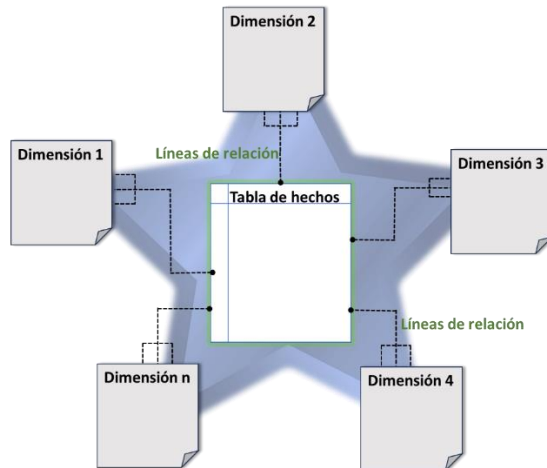 Dimensión 2
Dimensión 1
Líneas de relación
Dimensión 3
Tabla de hechos
Líneas de relación
Dimensión n
Dimensión 4